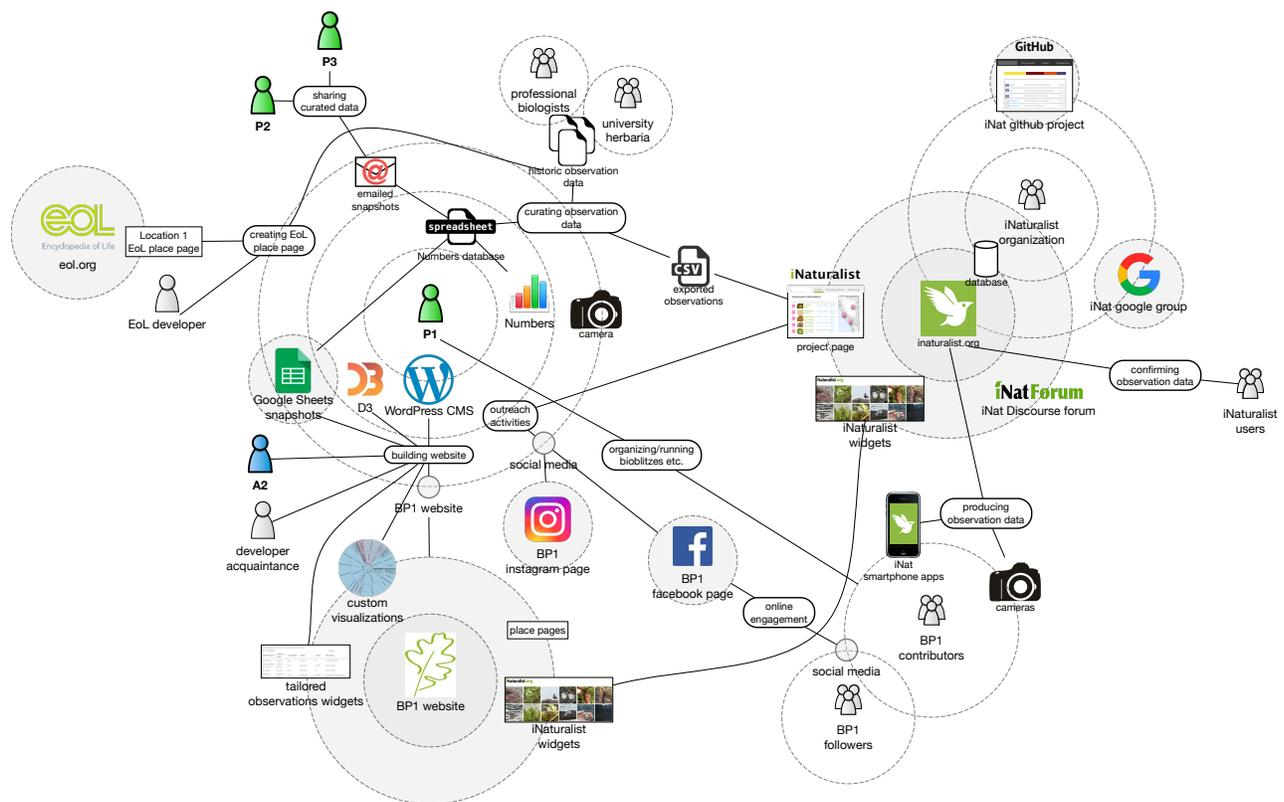 P3
sharing
curated data
P2
professional
biologists
university
herbaria
historic observation
data
GitHub
iNat github project
emailed
snapshots
eoL
Encyclopedia of Life
eol.org
Location 1
EoL place page
creating EoL
place page
EoL developer
spreadsheet
Numbers database
curating observation
data
CSV
exported
observations
iNaturalist
project page
iNaturalist
organization
database
inaturalist.org
iNat google group
P1
Numbers
camera
Google Sheets
snapshots
D3
D3
WordPress CMS
outreach
activities
social media
organizing/running
bioblitzes etc.
iNaturalist
widgets
iNatForum
iNat Discourse forum
confirming
observation data
iNaturalist
users
A2
building website
BP1 website
developer
acquaintance
BP1
instagram page
BP1
facebook page
online
engagement
producing
observation data
iNat
smartphone apps
cameras
BP1
contributors
social media
BP1
followers
custom
visualizations
place pages
tailored
observations widgets
BP1 website
iNaturalist
widgets